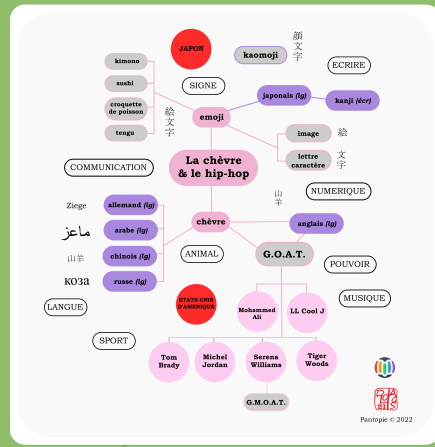 JAPON
kaomoji
顔
文
字
ECRIRE
kimono
SIGNE
sushi
japonais (lg)
kanji (écr)
croquette
de poisson
emoji
絵
文
字
tengu
image
絵
lettre
caractère
文
字
La chèvre
& le hip-hop
COMMUNICATION
NUMERIQUE
山
羊
Ziege
allemand (lg)
chèvre
anglais (lg)
ماعز
arabe (lg)
山羊
chinois (lg)
ANIMAL
G.O.A.T.
коза
russe (lg)
POUVOIR
LANGUE
ETATS-UNIS
D'AMERIQUE
Mohammed
Ali
LL Cool J
MUSIQUE
SPORT
Tom
Brady
Michel
Jordan
Serena
Williams
Tiger
Woods
G.M.O.A.T.
Pantopie © 2022